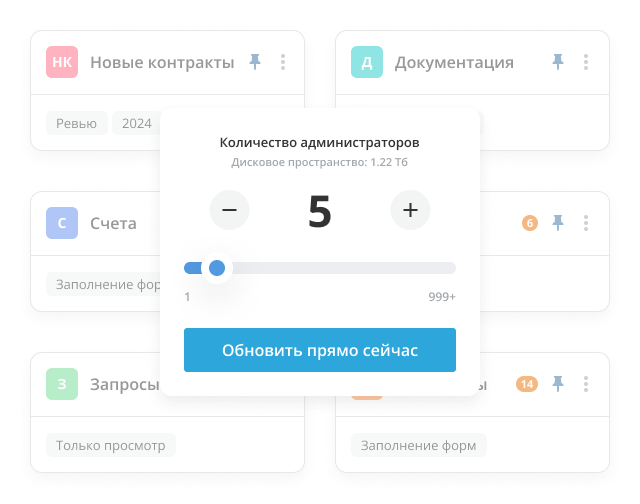 НК Новые контракты
Д Документация
Ревью 2024
Количество администраторов
Дисковое пространство: 1.22 Тб
− 5 +
С Счета
6
Заполнение фор
1 999+
Обновить прямо сейчас
З Запросы
ы 14
Только просмотр
Заполнение форм